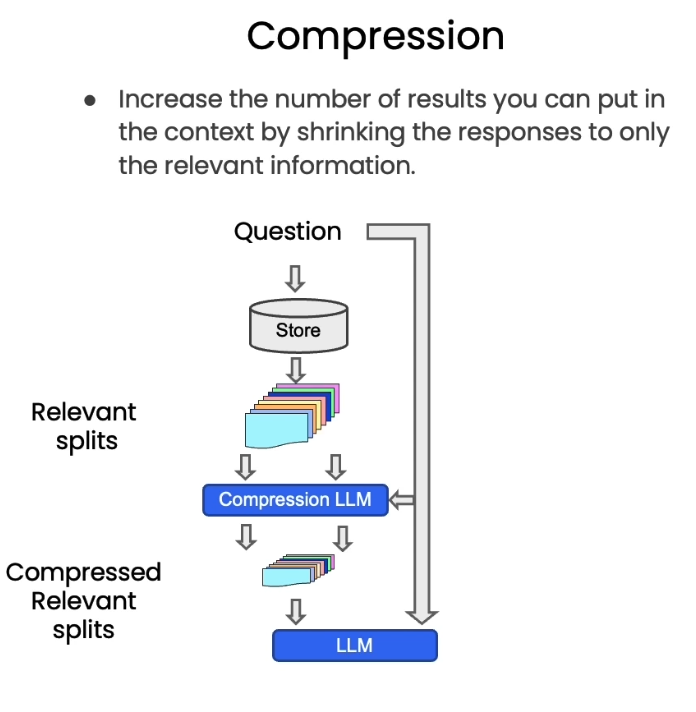 Compression
● Increase the number of results you can put in
the context by shrinking the responses to only
the relevant information.
Question
Store
Relevant
splits
Compression LLM
Compressed
Relevant
splits
LLM